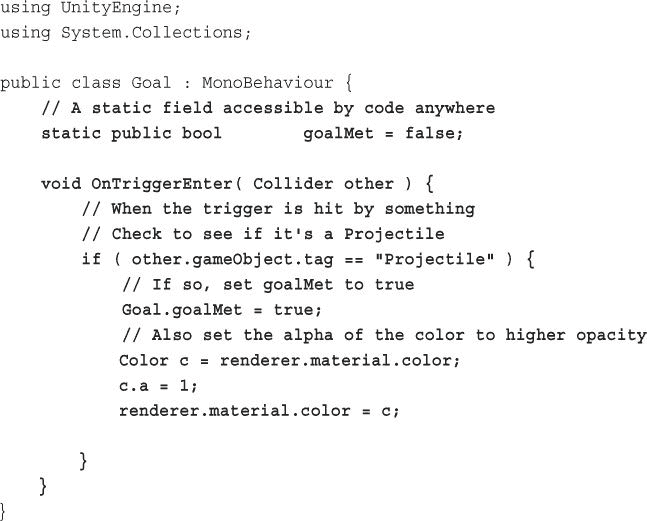 using UnityEngine;
using System.Collections;

public class Goal : MonoBehaviour {
    // A static field accessible by code anywhere
    static public bool        goalMet = false;

    void OnTriggerEnter( Collider other ) {
        // When the trigger is hit by something
        // Check to see if it's a Projectile
        if ( other.gameObject.tag == "Projectile" ) {
            // If so, set goalMet to true
            Goal.goalMet = true;
            // Also set the alpha of the color to higher opacity
            Color c = renderer.material.color;
            c.a = 1;
            renderer.material.color = c;

        }
    }
}